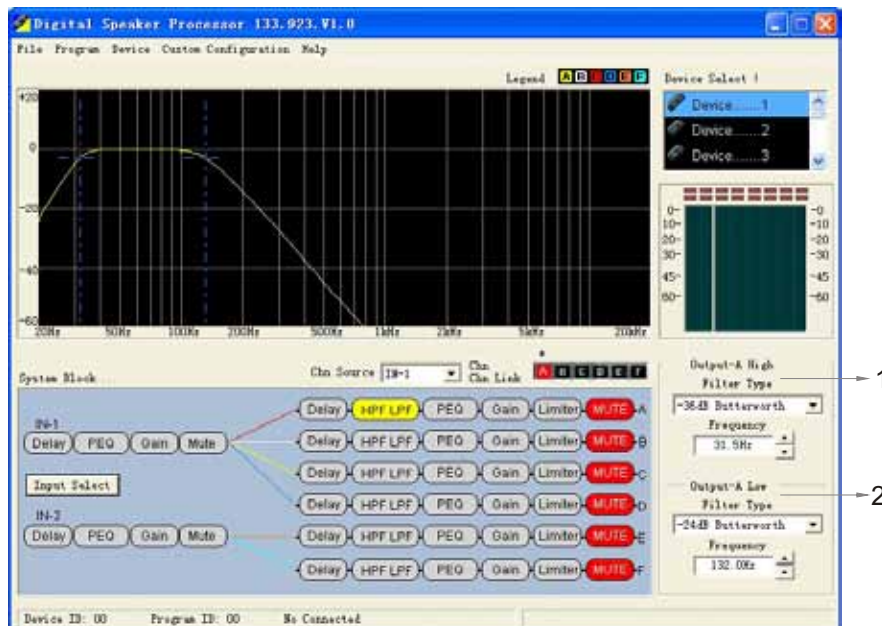 Digital Speaker Processor 133.923.V1.0
File Program Device Custom Configuration Help
Legend A B C D E F
Device Select !
Device......1
Device......2
Device......3
+20
0
-20
-40
-60
20Hz 50Hz 100Hz 200Hz 500Hz 1kHz 2kHz 5kHz 20kHz
0- -0
10- -10
20- -20
30- -30
45- -45
60- -60
System Block
Chn Source IN-1
Chn
Chn Link
A B C D E F
IN-1
Delay PEQ Gain Mute
Input Select
IN-2
Delay PEQ Gain Mute
Delay HPF LPF PEQ Gain Limiter MUTE A
Delay HPF LPF PEQ Gain Limiter MUTE B
Delay HPF LPF PEQ Gain Limiter MUTE C
Delay HPF LPF PEQ Gain Limiter MUTE D
Delay HPF LPF PEQ Gain Limiter MUTE E
Delay HPF LPF PEQ Gain Limiter MUTE F
Output-A High
Filter Type
-36dB Butterworth
Frequency
31.5Hz
1
Output-A Low
Filter Type
-24dB Butterworth
Frequency
132.0Hz
2
Device ID: 00 Program ID: 00 No Connected